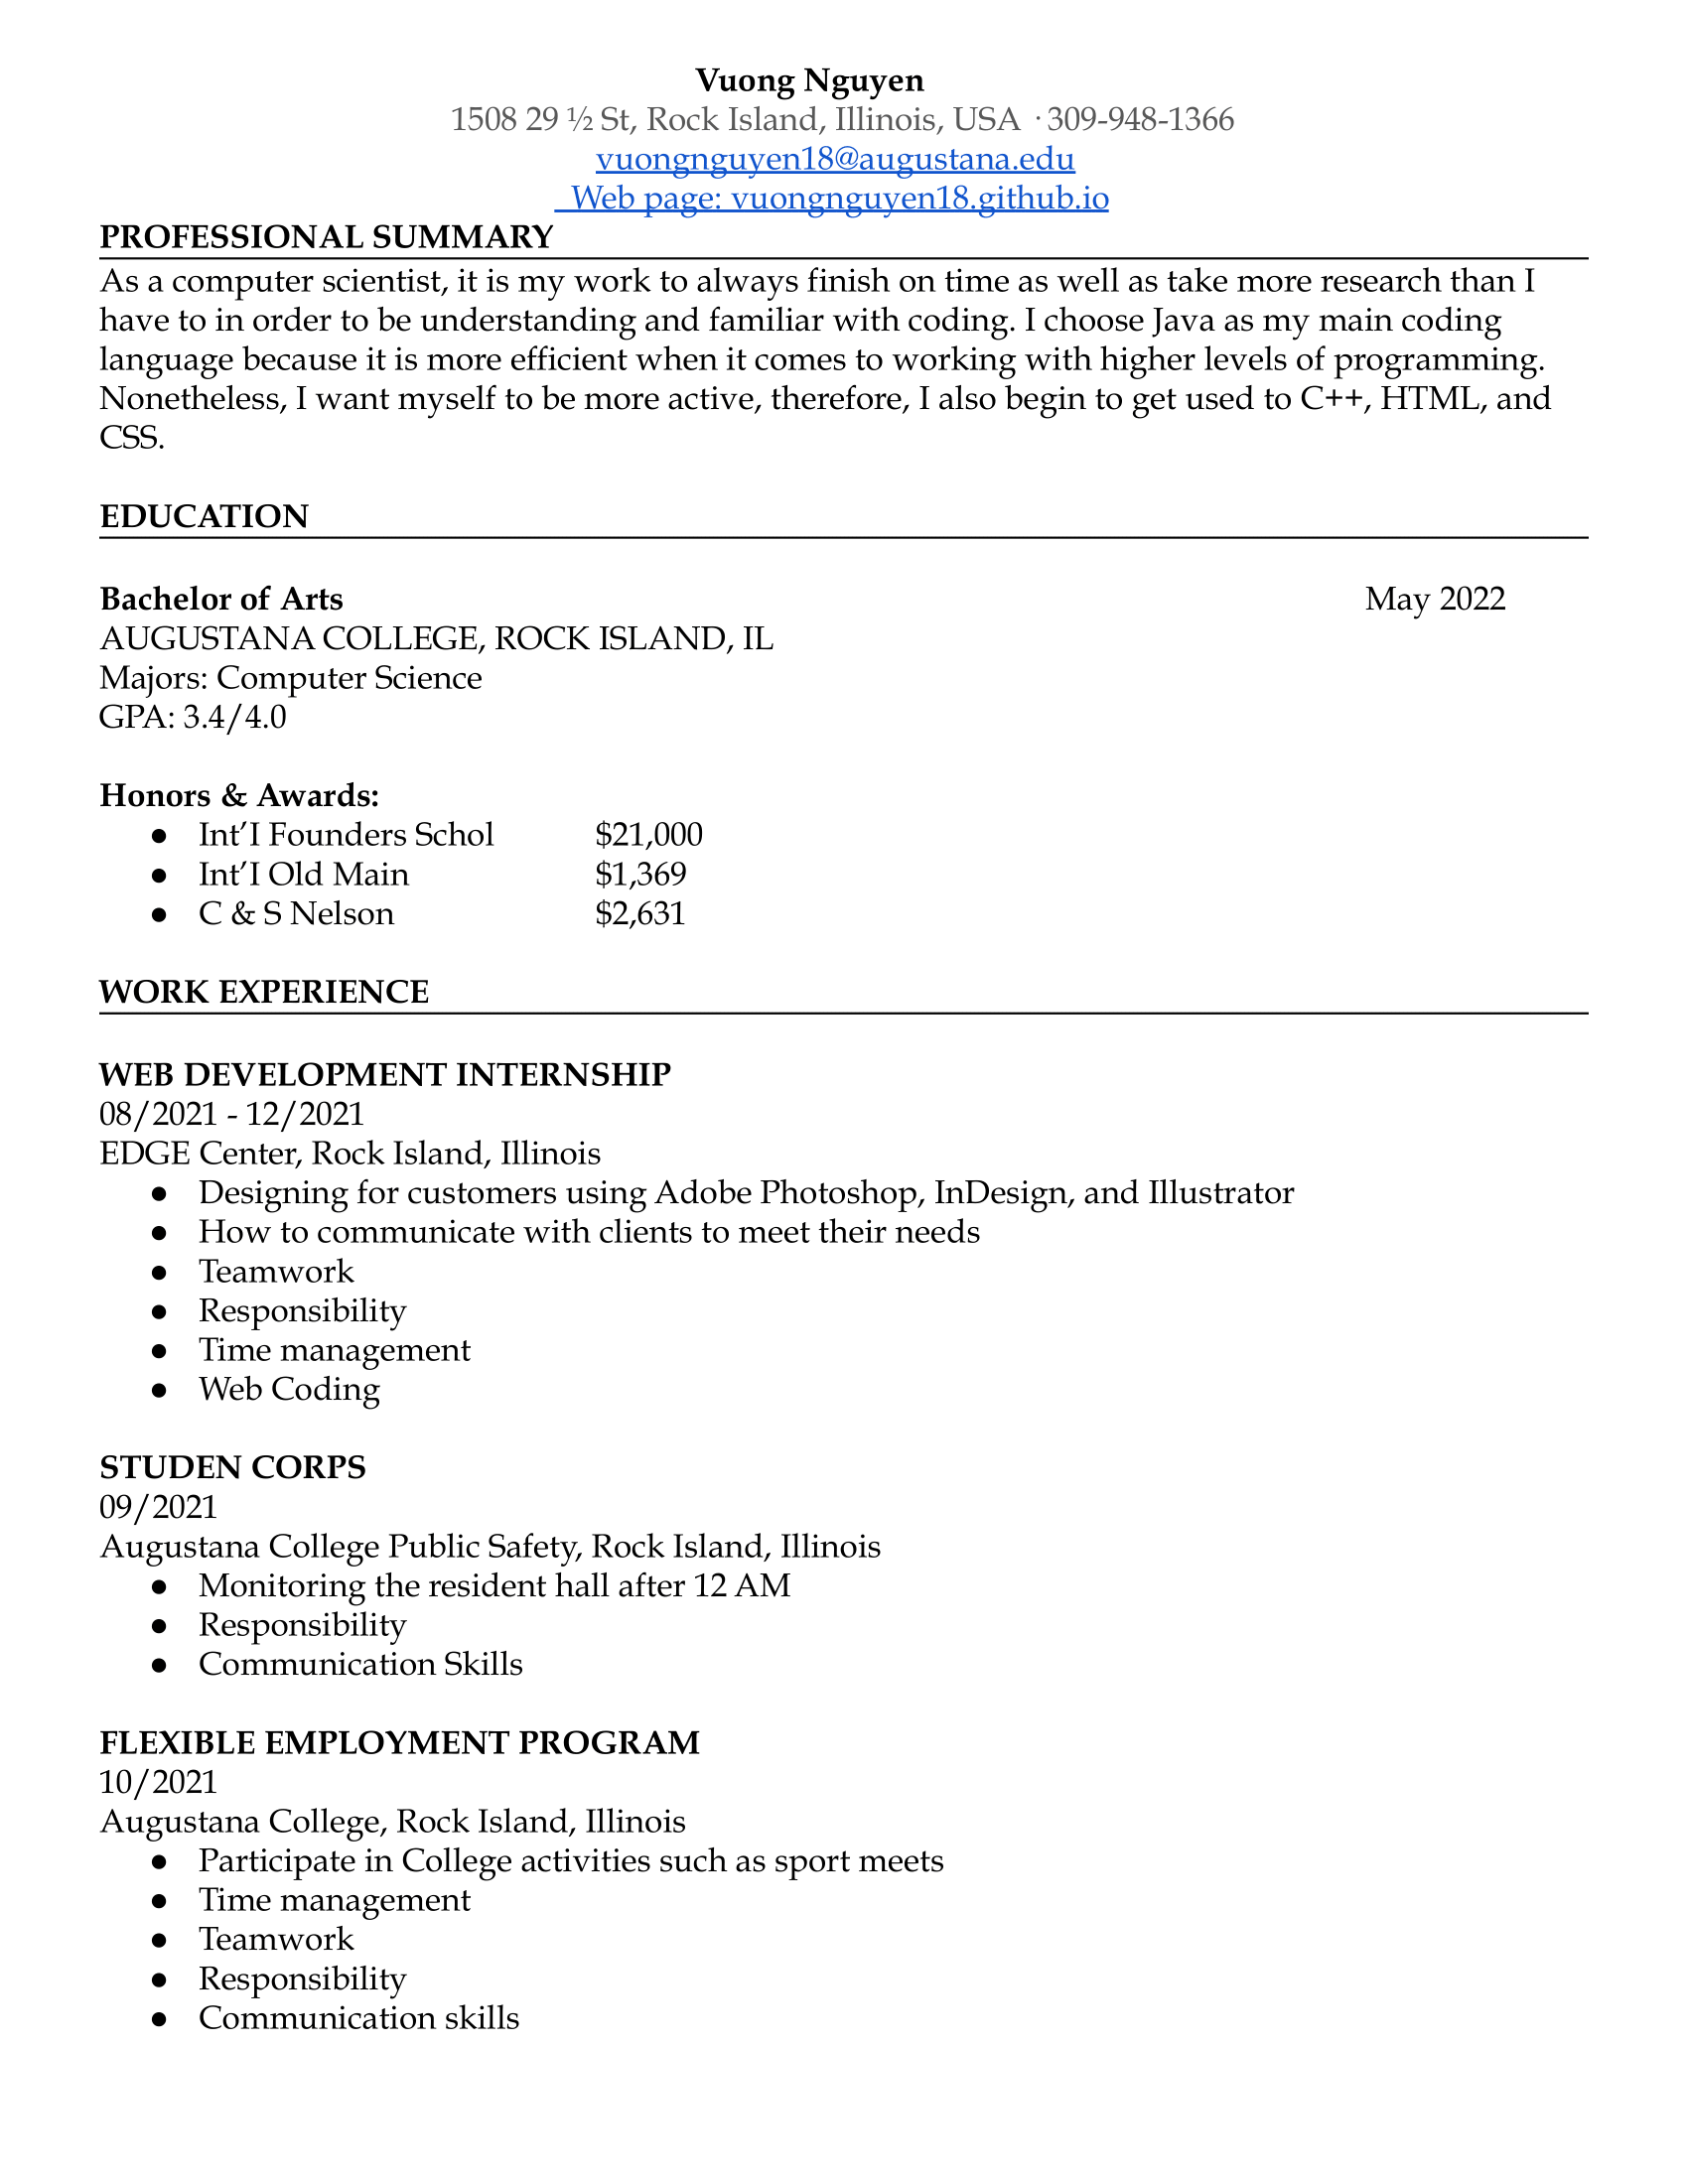 Vuong Nguyen
1508 29 ½ St, Rock Island, Illinois, USA · 309-948-1366
vuongnguyen18@augustana.edu
Web page: vuongnguyen18.github.io
PROFESSIONAL SUMMARY
As a computer scientist, it is my work to always finish on time as well as take more research than I
have to in order to be understanding and familiar with coding. I choose Java as my main coding
language because it is more efficient when it comes to working with higher levels of programming.
Nonetheless, I want myself to be more active, therefore, I also begin to get used to C++, HTML, and
CSS.
EDUCATION
Bachelor of Arts May 2022
AUGUSTANA COLLEGE, ROCK ISLAND, IL
Majors: Computer Science
GPA: 3.4/4.0
Honors & Awards:
● Int’I Founders Schol $21,000
● Int’I Old Main $1,369
● C & S Nelson $2,631
WORK EXPERIENCE
WEB DEVELOPMENT INTERNSHIP
08/2021 - 12/2021
EDGE Center, Rock Island, Illinois
● Designing for customers using Adobe Photoshop, InDesign, and Illustrator
● How to communicate with clients to meet their needs
● Teamwork
● Responsibility
● Time management
● Web Coding
STUDEN CORPS
09/2021
Augustana College Public Safety, Rock Island, Illinois
● Monitoring the resident hall after 12 AM
● Responsibility
● Communication Skills
FLEXIBLE EMPLOYMENT PROGRAM
10/2021
Augustana College, Rock Island, Illinois
● Participate in College activities such as sport meets
● Time management
● Teamwork
● Responsibility
● Communication skills